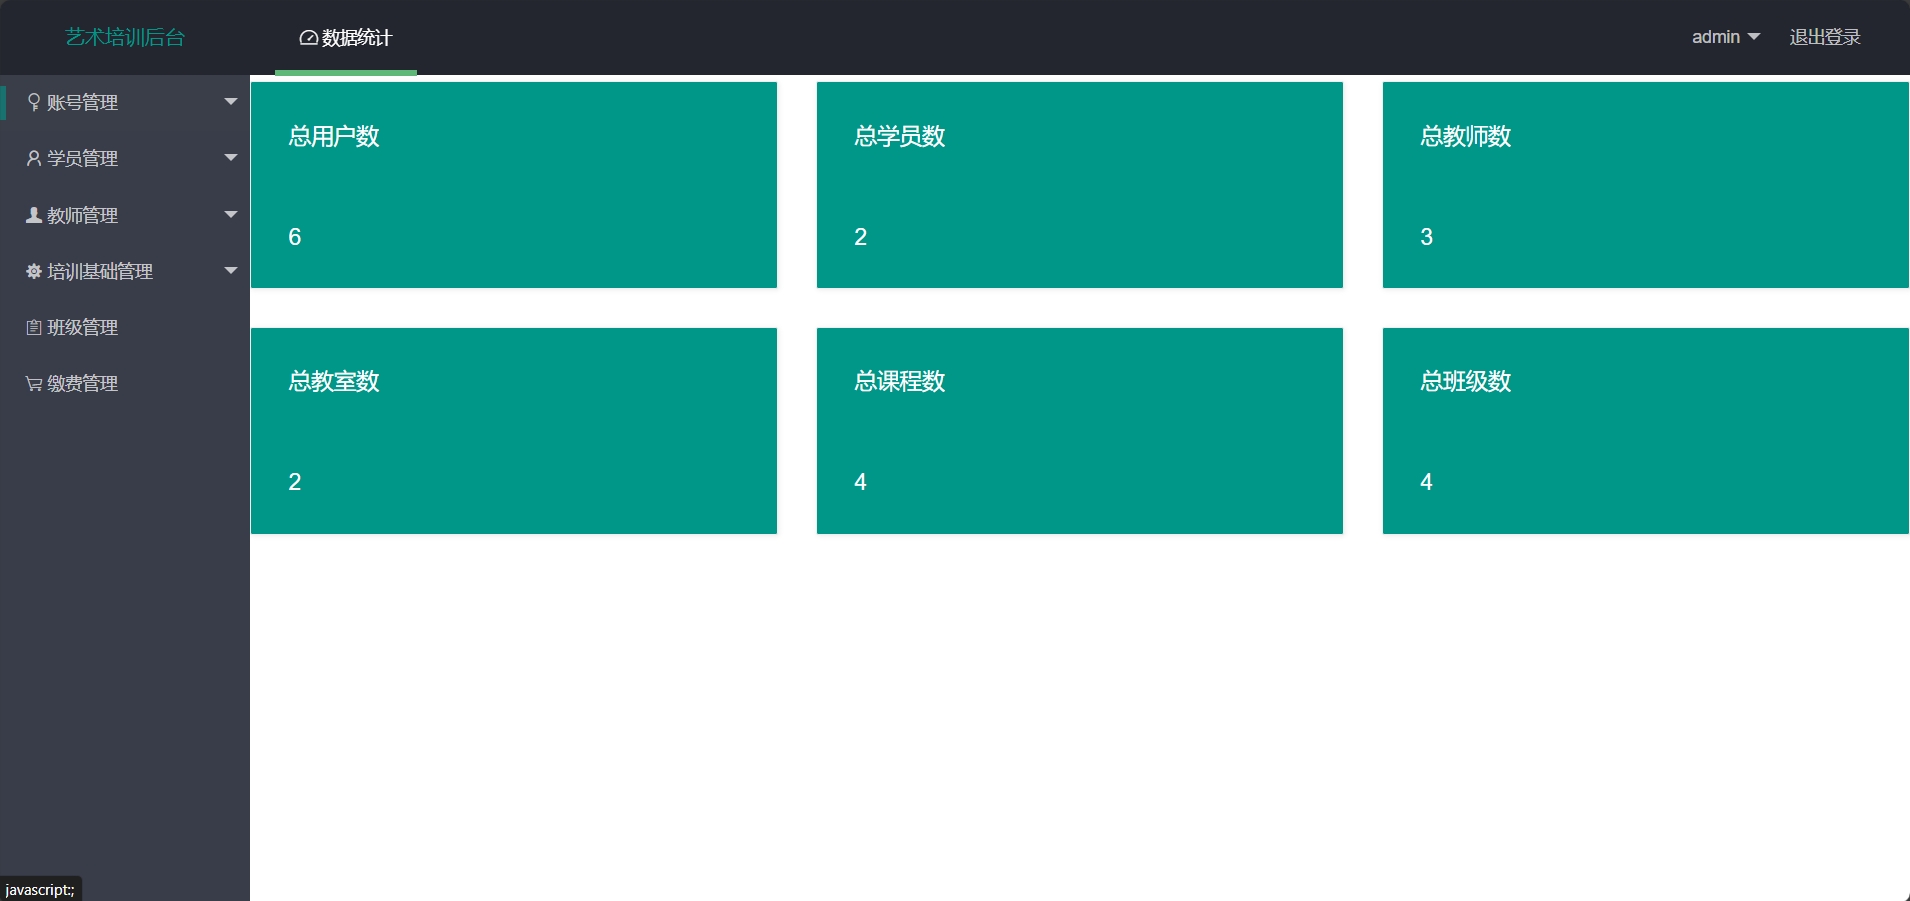 艺术培训后台
数据统计
admin
退出登录
账号管理
学员管理
教师管理
培训基础管理
班级管理
缴费管理
总用户数
6
总学员数
2
总教师数
3
总教室数
2
总课程数
4
总班级数
4
javascript:;